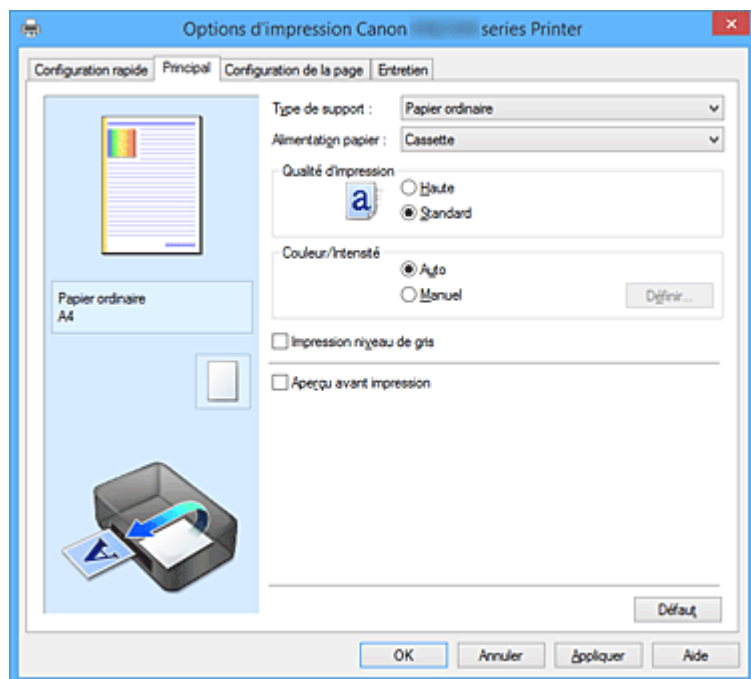 Options d'impression Canon series Printer
Configuration rapide Principal Configuration de la page Entretien
Type de support : Papier ordinaire
Alimentation papier : Cassette
Qualité d'impression
a
Haute
Standard
Couleur/Intensité
Auto
Manuel
Définir...
Papier ordinaire
A4
Impression niveau de gris
Aperçu avant impression
A
Défaut
OK Annuler Appliquer Aide